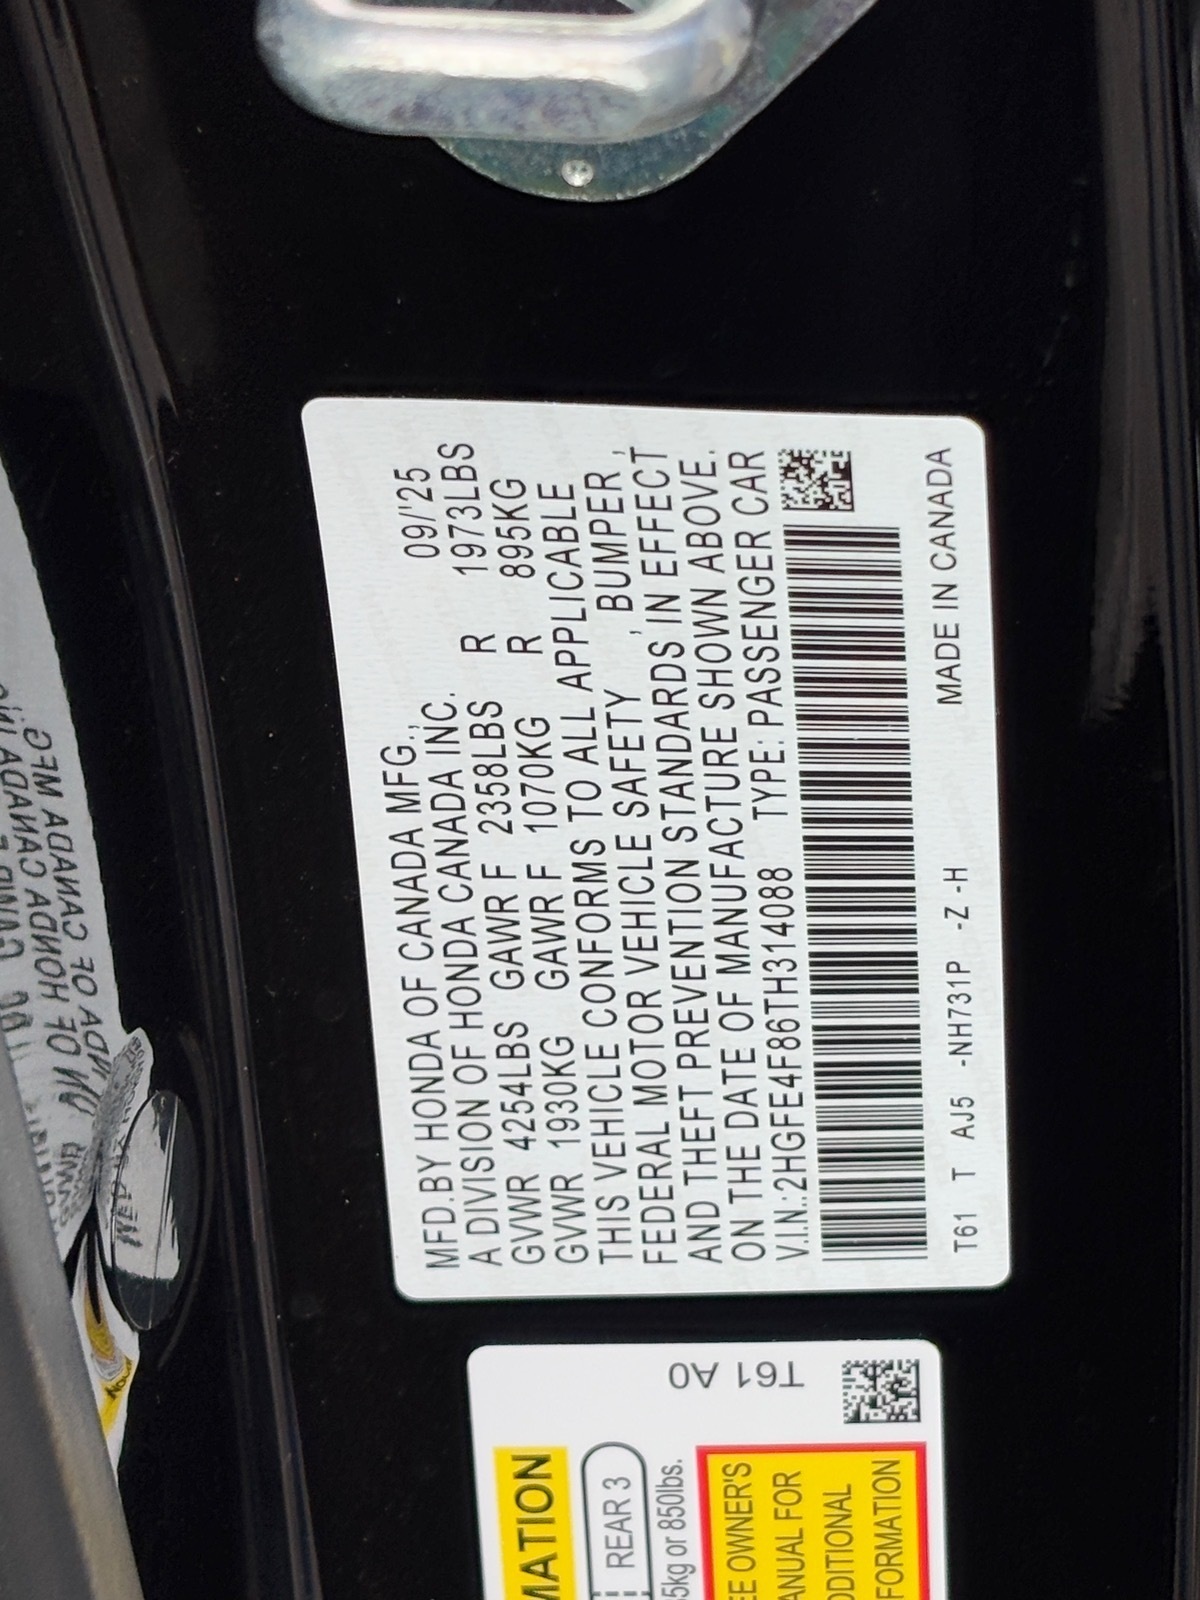 MFD.BY HONDA OF CANADA MFG., 09/'25
A DIVISION OF HONDA CANADA INC.
GVWR 4254LBS GAWR F 2358LBS R 1973LBS
GVWR 1930KG GAWR F 1070KG R 895KG
THIS VEHICLE CONFORMS TO ALL APPLICABLE
FEDERAL MOTOR VEHICLE SAFETY , BUMPER ,
AND THEFT PREVENTION STANDARDS IN EFFECT
ON THE DATE OF MANUFACTURE SHOWN ABOVE.
V.I.N.:2HGFE4F86TH314088 TYPE: PASSENGER CAR
T61 T AJ5 -NH731P -Z -H MADE IN CANADA
T61 A0
MATION
REAR 3
5kg or 850lbs.
EE OWNER'S
ANUAL FOR
DDITIONAL
FORMATION